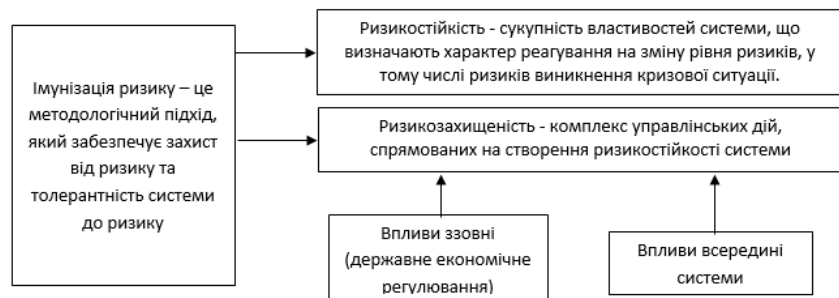 Імунізація ризику – це
методологічний підхід,
який забезпечує захист
від ризику та
толерантність системи
до ризику
Ризикостійкість - сукупність властивостей системи, що
визначають характер реагування на зміну рівня ризиків, у
тому числі ризиків виникнення кризової ситуації.
Ризикозахищеність - комплекс управлінських дій,
спрямованих на створення ризикостійкості системи
Впливи ззовні
(державне економічне
регулювання)
Впливи всередині
системи